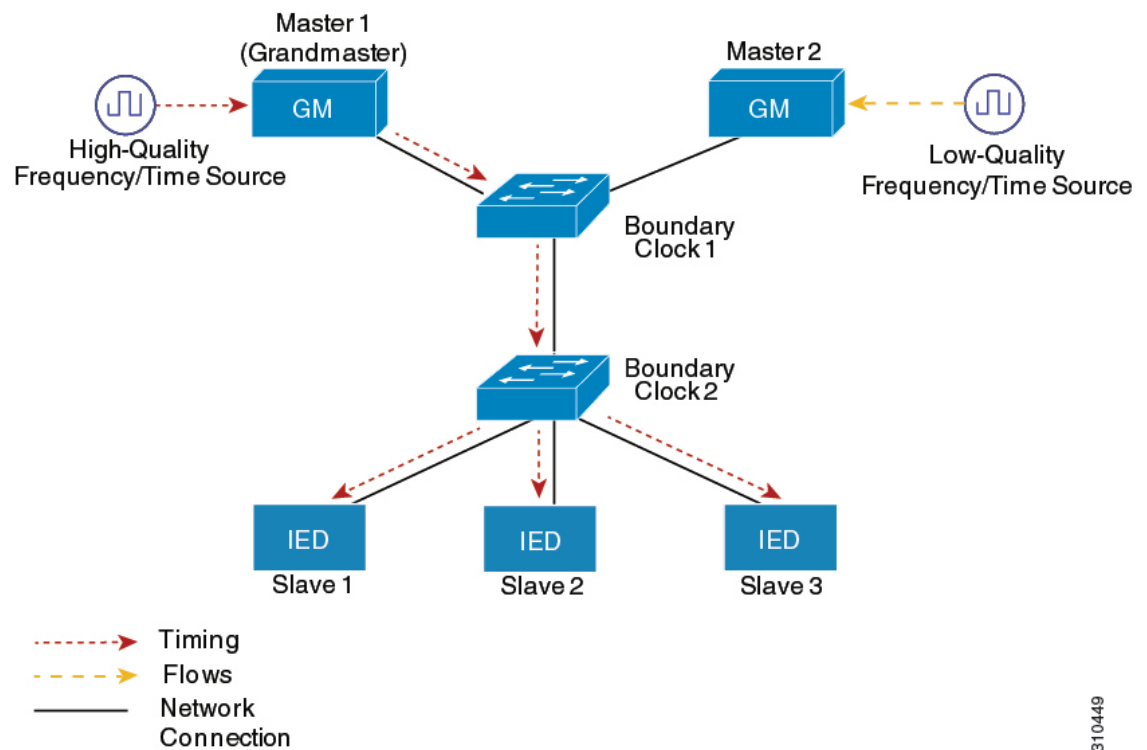 Master 1
(Grandmaster)
Master 2
GM
GM
High-Quality
Frequency/Time Source
Low-Quality
Frequency/Time Source
Boundary
Clock 1
Boundary
Clock 2
IED
IED
IED
Slave 1
Slave 2
Slave 3
Timing
Flows
Network
Connection
310449